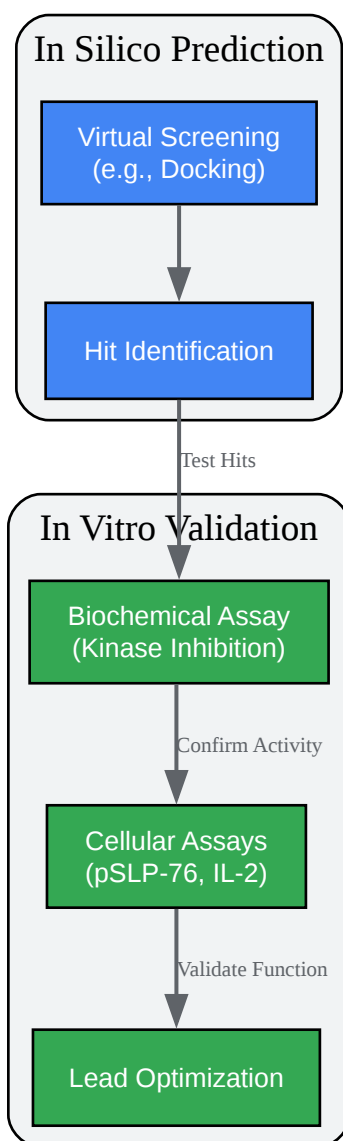 In Silico Prediction
Virtual Screening
(e.g., Docking)
Hit Identification
Test Hits
In Vitro Validation
Biochemical Assay
(Kinase Inhibition)
Confirm Activity
Cellular Assays
(pSLP-76, IL-2)
Validate Function
Lead Optimization